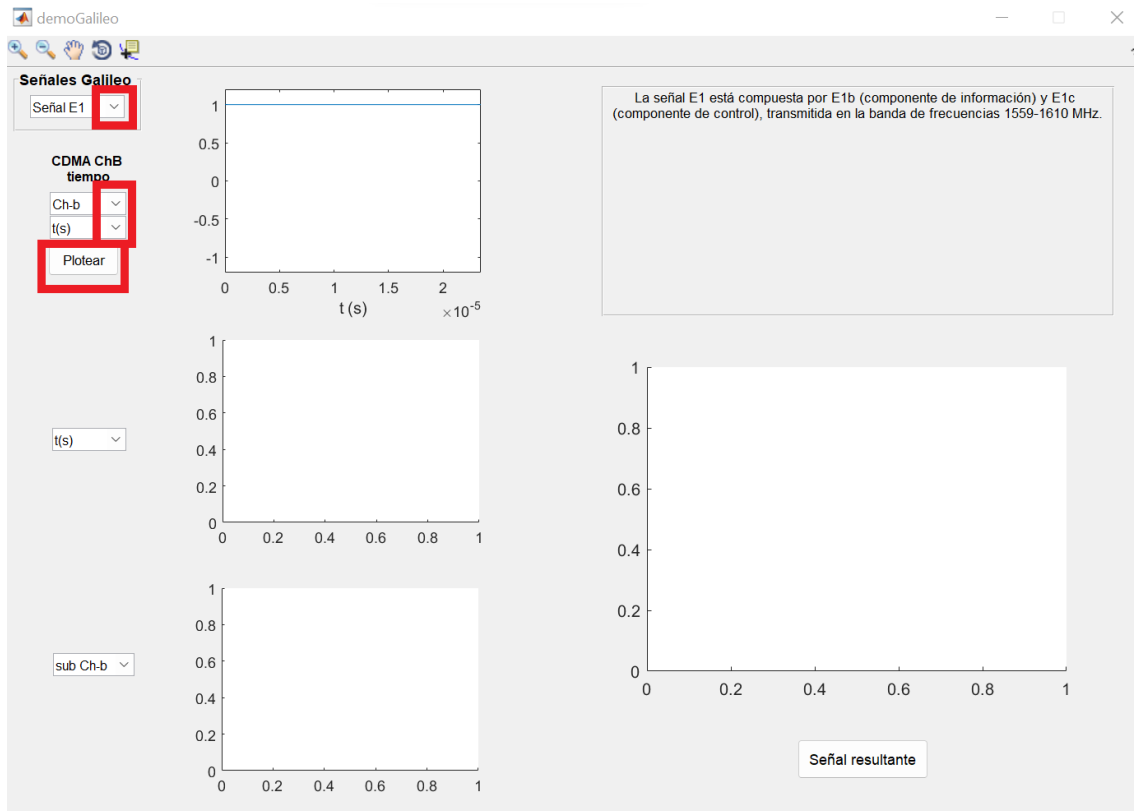 demoGalileo
Señales Galileo
Señal E1
CDMA ChB
tiempo
Ch-b
t(s)
Plotear
1
0.5
0
-0.5
-1
0 0.5 1 1.5 2
t (s)
×10-5
La señal E1 está compuesta por E1b (componente de información) y E1c
(componente de control), transmitida en la banda de frecuencias 1559-1610 MHz.
t(s)
1
0.8
0.6
0.4
0.2
0
0 0.2 0.4 0.6 0.8 1
sub Ch-b
1
0.8
0.6
0.4
0.2
0
0 0.2 0.4 0.6 0.8 1
1
0.8
0.6
0.4
0.2
0
0 0.2 0.4 0.6 0.8 1
Señal resultante